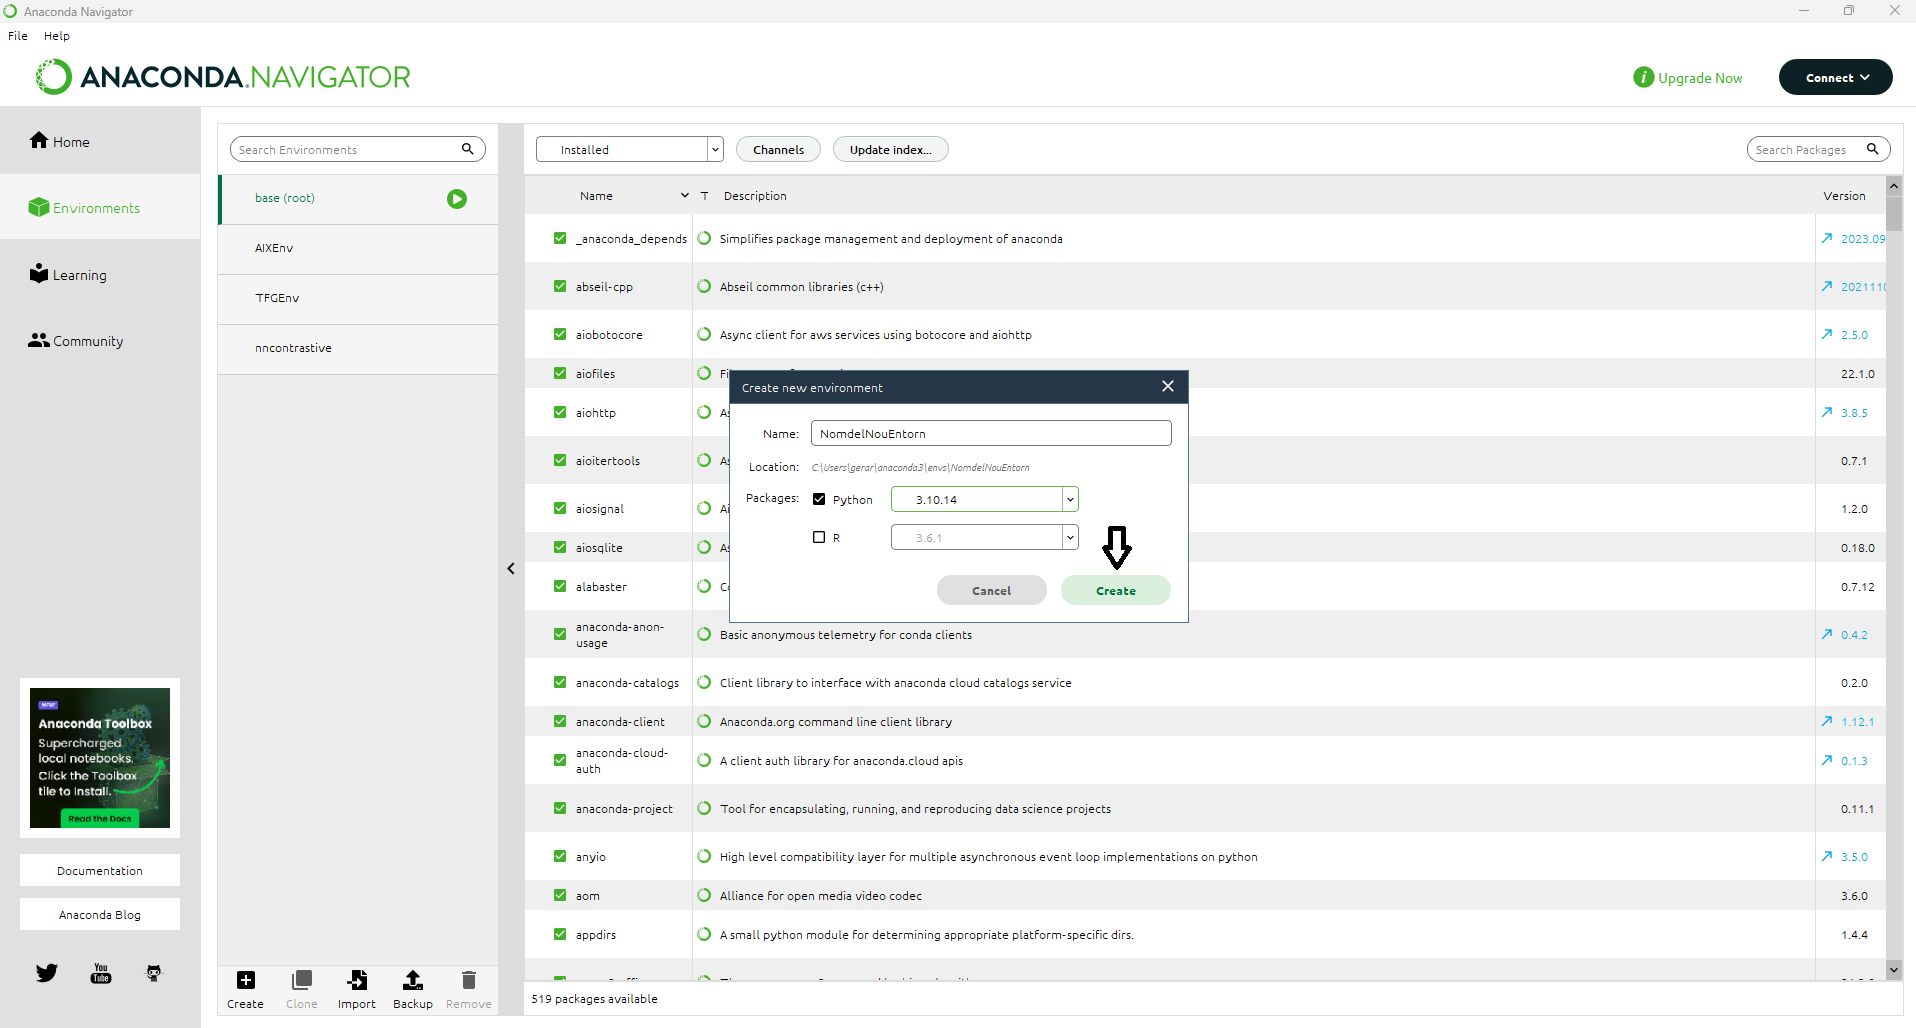 Anaconda Navigator
File Help
ANACONDA.NAVIGATOR
Upgrade Now
Connect
Home
Environments
Learning
Community
NEW
Anaconda Toolbox
Supercharged
local notebooks.
Click the Toolbox
tile to Install.
Read the Docs
Documentation
Anaconda Blog
You
Tube
Search Environments
base (root)
AIXEnv
TFGEnv
nncontrastive
Create Clone Import Backup Remove
Installed Channels Update index... Search Packages
Name T Description Version
_anaconda_depends Simplifies package management and deployment of anaconda 2023.09
abseil-cpp Abseil common libraries (c++) 2021110
aiobotocore Async client for aws services using botocore and aiohttp 2.5.0
aiofiles 22.1.0
aiohttp As 3.8.5
aioitertools As 0.7.1
aiosignal Ai 1.2.0
aiosqlite As 0.18.0
alabaster Co 0.7.12
anaconda-anon-
usage Basic anonymous telemetry for conda clients 0.4.2
anaconda-catalogs Client library to interface with anaconda cloud catalogs service 0.2.0
anaconda-client Anaconda.org command line client library 1.12.1
anaconda-cloud-
auth A client auth library for anaconda.cloud apis 0.1.3
anaconda-project Tool for encapsulating, running, and reproducing data science projects 0.11.1
anyio High level compatibility layer for multiple asynchronous event loop implementations on python 3.5.0
aom Alliance for open media video codec 3.6.0
appdirs A small python module for determining appropriate platform-specific dirs. 1.4.4
519 packages available
Create new environment
Name: NomdelNouEntorn
Location: C:\Users\gerar\anaconda3\envs\NomdelNouEntorn
Packages: Python 3.10.14
R 3.6.1
Cancel Create